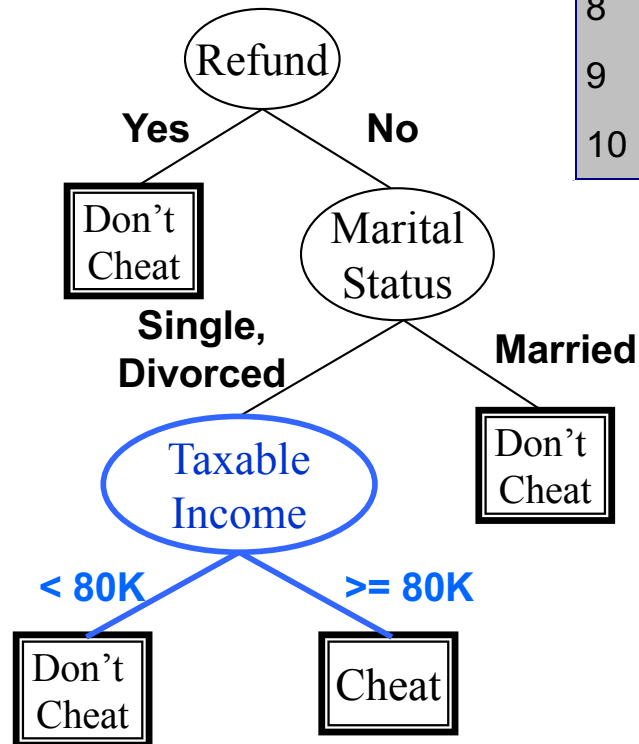 8
9
10
Refund
Yes
No
Don't
Cheat
Marital
Status
Single,
Divorced
Married
Taxable
Income
Don't
Cheat
< 80K
>= 80K
Don't
Cheat
Cheat